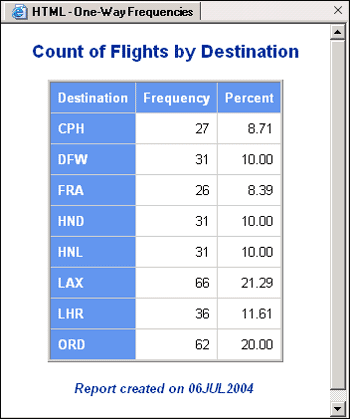 HTML - One-Way Frequencies
Count of Flights by Destination
Destination Frequency Percent
CPH 27 8.71
DFW 31 10.00
FRA 26 8.39
HND 31 10.00
HNL 31 10.00
LAX 66 21.29
LHR 36 11.61
ORD 62 20.00
Report created on 06JUL2004